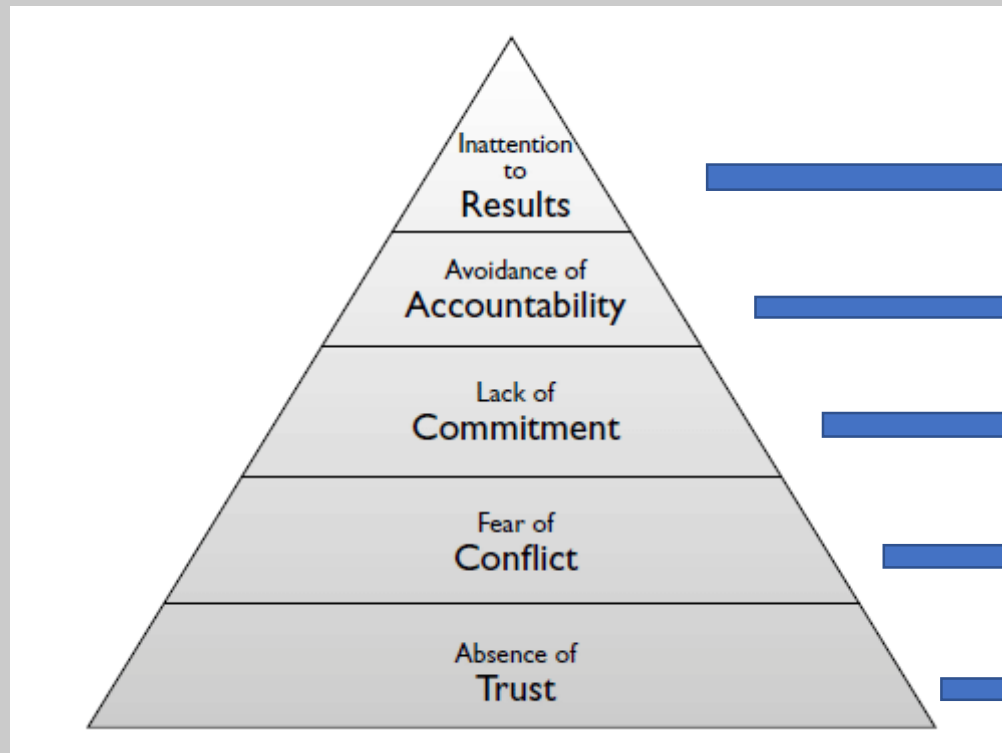 Inattention
to
Results
Avoidance of
Accountability
Lack of
Commitment
Fear of
Conflict
Absence of
Trust